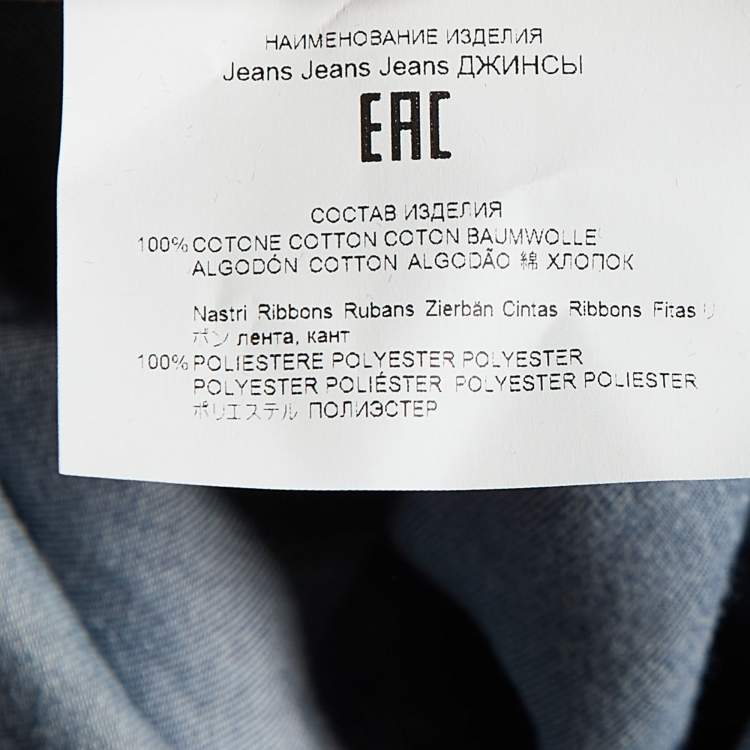 НАИМЕНОВАНИЕ ИЗДЕЛИЯ
Jeans Jeans Jeans ДЖИНСЫ
EAC
СОСТАВ ИЗДЕЛИЯ
100% COTONE COTTON COTON BAUMWOLLE
ALGODÓN COTTON ALGODÃO 綿 ХЛОПОК
Nastri Ribbons Rubans Zierbän Cintas Ribbons Fitas リ
ボン лента, кант
100% POLIESTERE POLYESTER POLYESTER
POLYESTER POLIÉSTER POLYESTER POLIESTER
ポリエステル ПОЛИЭСТЕР